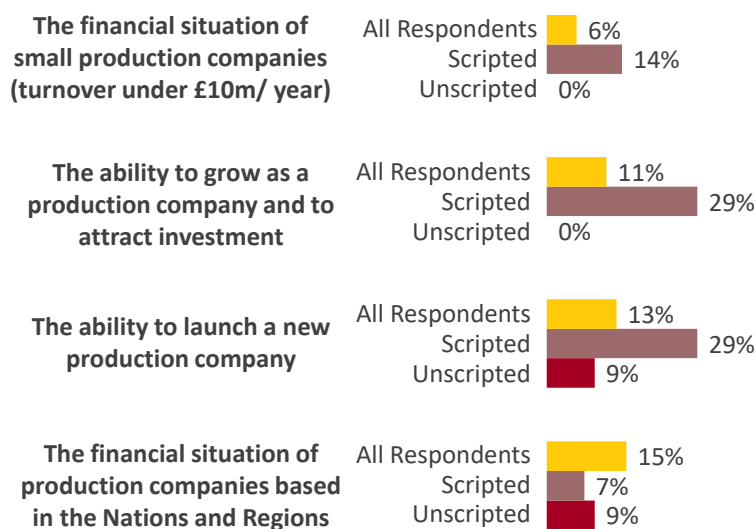 The financial situation of
small production companies
(turnover under £10m/ year)
All Respondents 6%
Scripted 14%
Unscripted 0%
The ability to grow as a
production company and to
attract investment
All Respondents 11%
Scripted 29%
Unscripted 0%
The ability to launch a new
production company
All Respondents 13%
Scripted 29%
Unscripted 9%
The financial situation of
production companies based
in the Nations and Regions
All Respondents 15%
Scripted 7%
Unscripted 9%